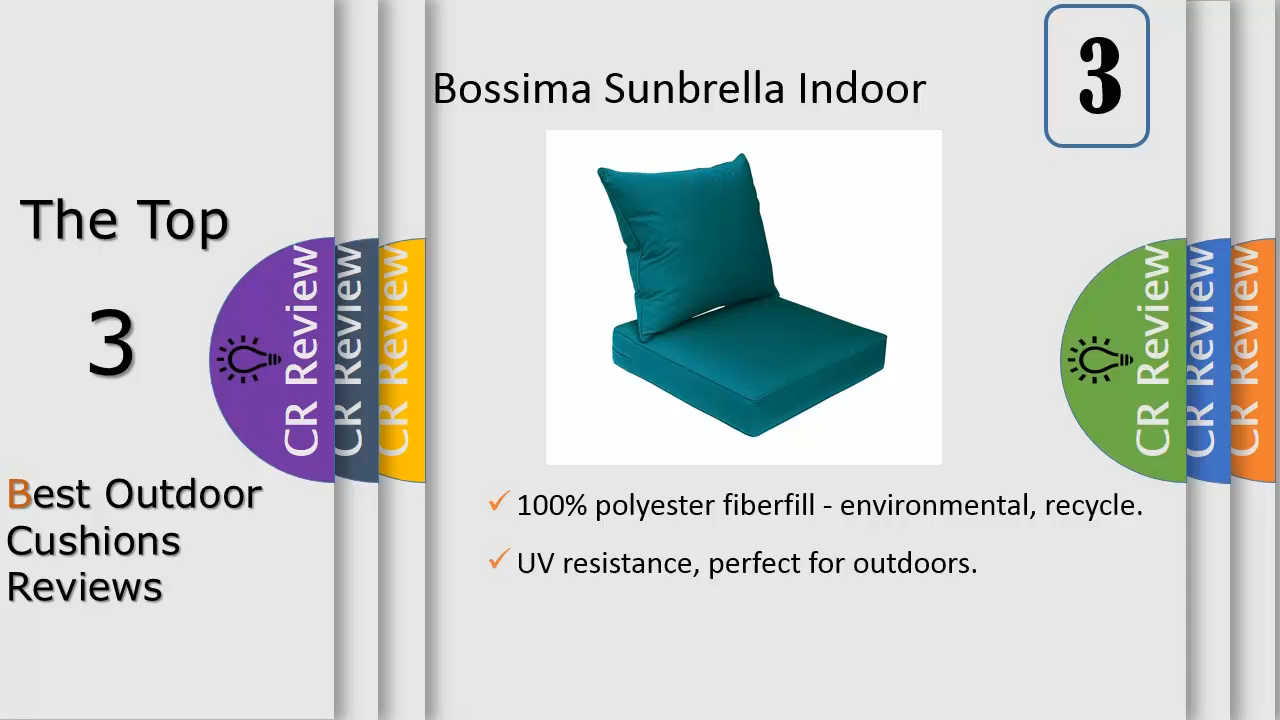 The Top
3
Best Outdoor
Cushions
Reviews
CR Review
CR Review
CR Review
Bossima Sunbrella Indoor
3
✓ 100% polyester fiberfill - environmental, recycle.
✓ UV resistance, perfect for outdoors.
CR Review
CR Review
CR Review